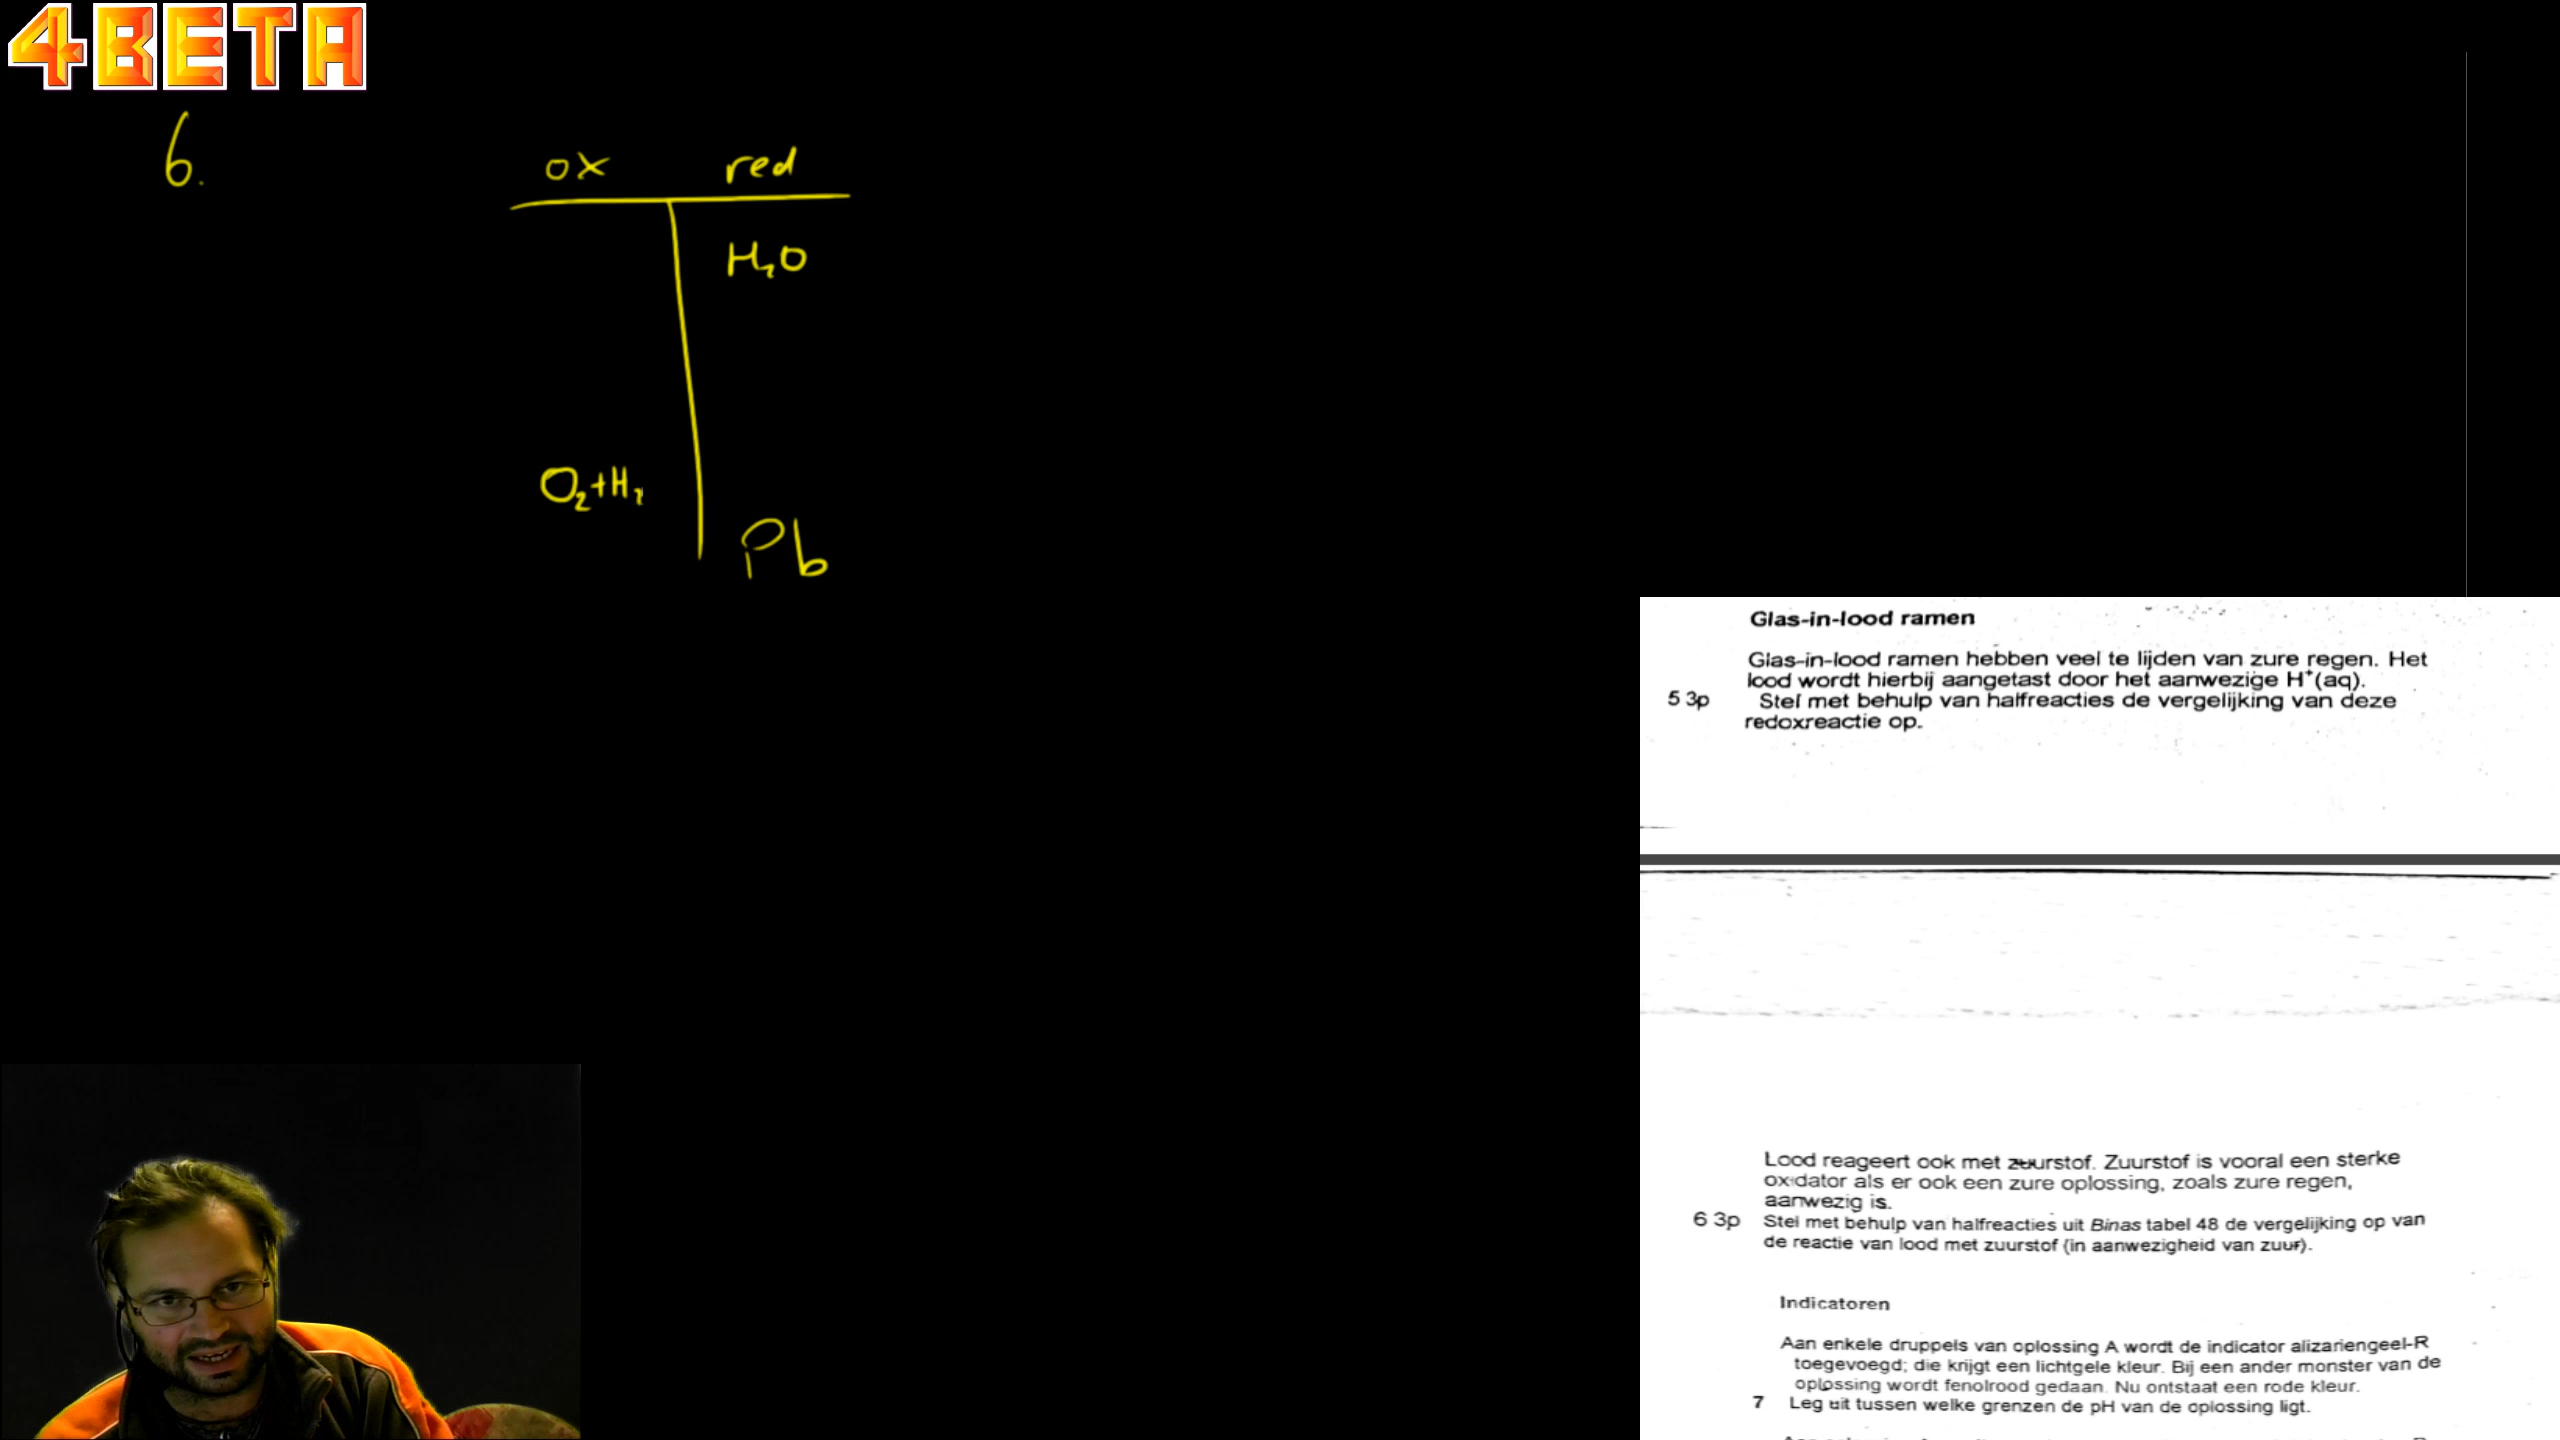 4BETA
6.
ox red
H2O
O2+H2
Pb
Glas-in-lood ramen
Glas-in-lood ramen hebben veel te lijden van zure regen. Het
lood wordt hierbij aangetast door het aanwezige H+(aq).
5 3p Stel met behulp van halfreacties de vergelijking van deze
redoxreactie op.
Lood reageert ook met zuurstof. Zuurstof is vooral een sterke
oxidator als er ook een zure oplossing, zoals zure regen,
aanwezig is.
6 3p Stel met behulp van halfreacties uit Binas tabel 48 de vergelijking op van
de reactie van lood met zuurstof (in aanwezigheid van zuur).
Indicatoren
Aan enkele druppels van oplossing A wordt de indicator alizariengeel-R
toegevoegd; die krijgt een lichtgele kleur. Bij een ander monster van de
oplossing wordt fenolrood gedaan. Nu ontstaat een rode kleur.
7 Leg uit tussen welke grenzen de pH van de oplossing ligt.